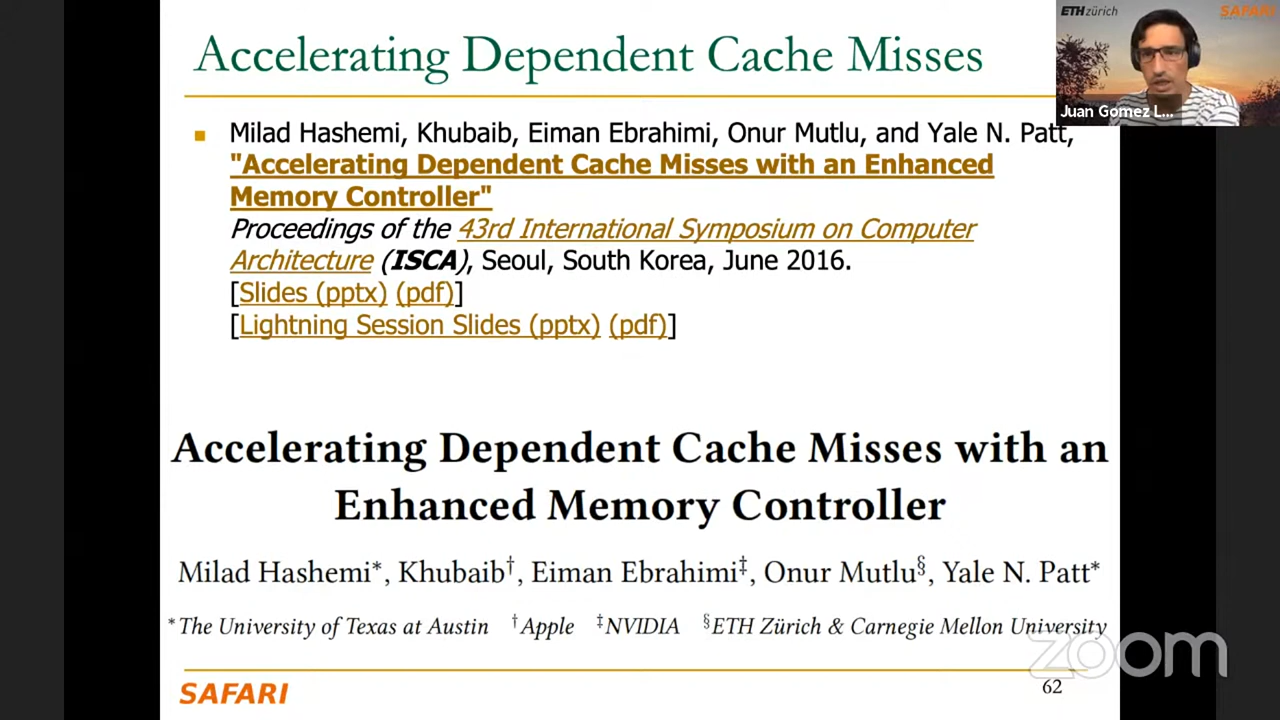 Accelerating Dependent Cache Misses
ETH zürich
SAFARI
Juan Gomez L...
Milad Hashemi, Khubaib, Eiman Ebrahimi, Onur Mutlu, and Yale N. Patt,
"Accelerating Dependent Cache Misses with an Enhanced
Memory Controller"
Proceedings of the 43rd International Symposium on Computer
Architecture (ISCA), Seoul, South Korea, June 2016.
[Slides (pptx) (pdf)]
[Lightning Session Slides (pptx) (pdf)]
Accelerating Dependent Cache Misses with an
Enhanced Memory Controller
Milad Hashemi*, Khubaib†, Eiman Ebrahimi‡, Onur Mutlu§, Yale N. Patt*
*The University of Texas at Austin †Apple ‡NVIDIA §ETH Zürich & Carnegie Mellon University
zoom
SAFARI
62